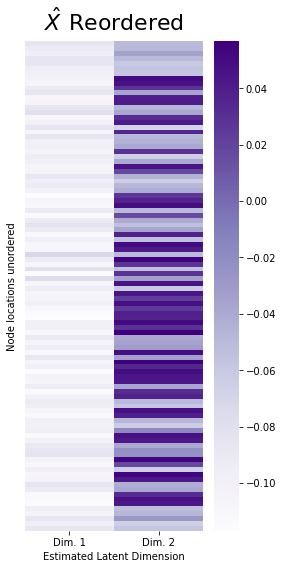 X̂ Reordered
Node locations unordered
0.04
0.02
0.00
−0.02
−0.04
−0.06
−0.08
−0.10
Dim. 1
Dim. 2
Estimated Latent Dimension